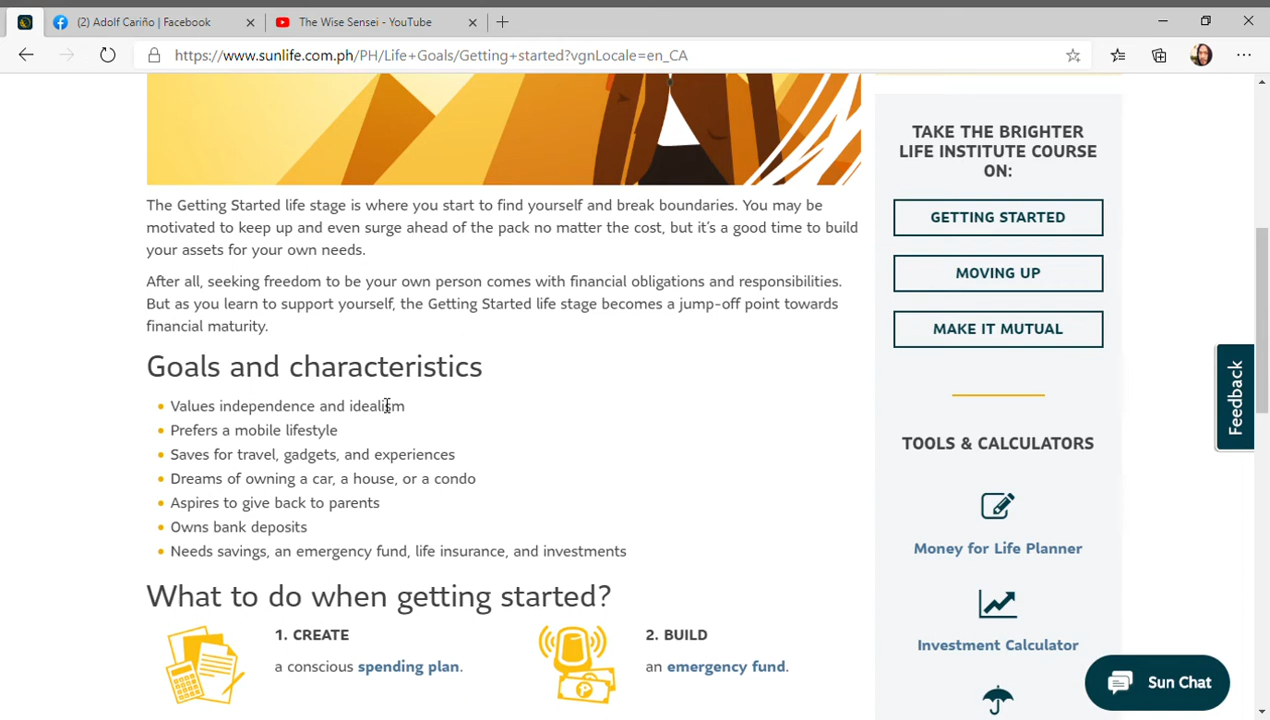 (2) Adolf Cariño | Facebook
The Wise Sensei - YouTube
https://www.sunlife.com.ph/PH/Life+Goals/Getting+started?vgnLocale=en_CA
The Getting Started life stage is where you start to find yourself and break boundaries. You may be
motivated to keep up and even surge ahead of the pack no matter the cost, but it's a good time to build
your assets for your own needs.
After all, seeking freedom to be your own person comes with financial obligations and responsibilities.
But as you learn to support yourself, the Getting Started life stage becomes a jump-off point towards
financial maturity.
Goals and characteristics
Values independence and idealism
Prefers a mobile lifestyle
Saves for travel, gadgets, and experiences
Dreams of owning a car, a house, or a condo
Aspires to give back to parents
Owns bank deposits
Needs savings, an emergency fund, life insurance, and investments
What to do when getting started?
1. CREATE
a conscious spending plan.
2. BUILD
an emergency fund.
TAKE THE BRIGHTER
LIFE INSTITUTE COURSE
ON:
GETTING STARTED
MOVING UP
MAKE IT MUTUAL
TOOLS & CALCULATORS
Money for Life Planner
Investment Calculator
Feedback
Sun Chat